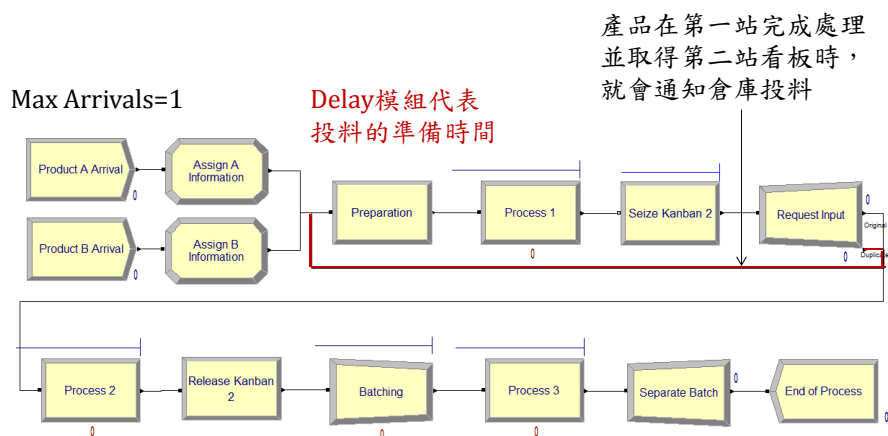 產品在第一站完成處理
並取得第二站看板時，
就會通知倉庫投料
Max Arrivals=1
Delay模組代表
投料的準備時間
Product A Arrival
0
Assign A
Information
Product B Arrival
0
Assign B
Information
Preparation
Process 1
0
Seize Kanban 2
Request Input
0
Original
0
Duplicate
Process 2
0
Release Kanban
2
Batching
0
Process 3
0
Separate Batch
0
End of Process
0